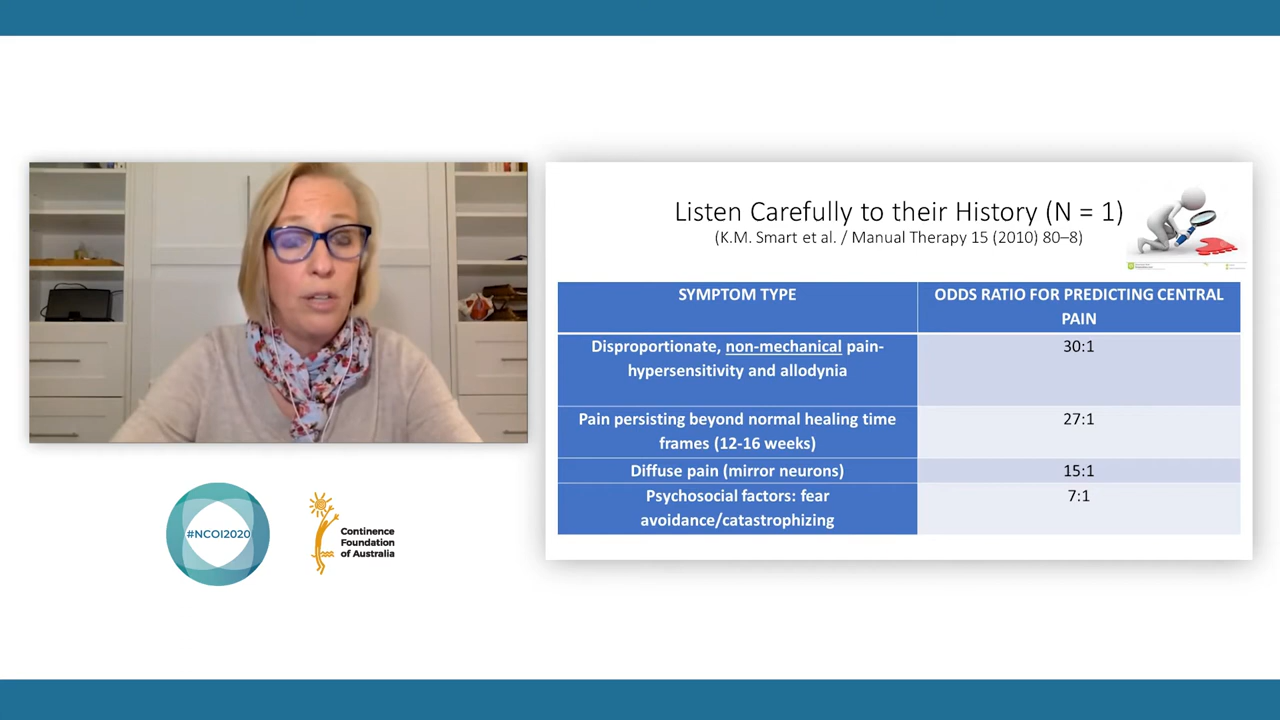 Listen Carefully to their History (N = 1)
(K.M. Smart et al. / Manual Therapy 15 (2010) 80–8)
SYMPTOM TYPE
ODDS RATIO FOR PREDICTING CENTRAL
PAIN
Disproportionate, non-mechanical pain-
hypersensitivity and allodynia
30:1
Pain persisting beyond normal healing time
frames (12-16 weeks)
27:1
Diffuse pain (mirror neurons)
15:1
Psychosocial factors: fear
avoidance/catastrophizing
7:1
#NCOI2020
Continence
Foundation
of Australia